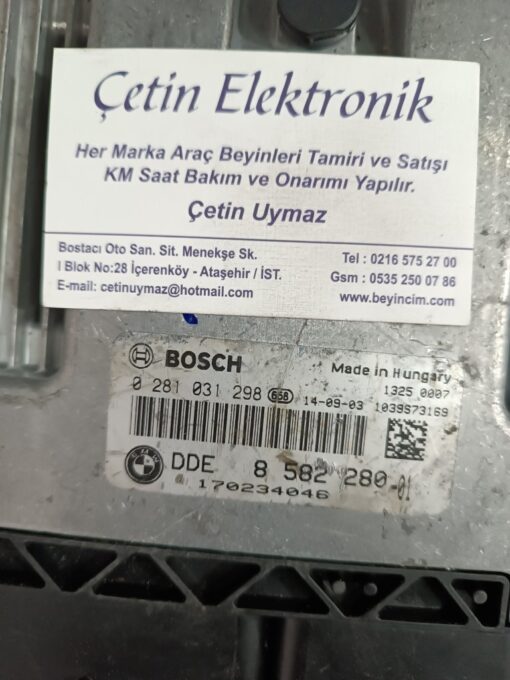 Çetin Elektronik
Her Marka Araç Beyinleri Tamiri ve Satışı
KM Saat Bakım ve Onarımı Yapılır.
Çetin Uymaz
Bostacı Oto San. Sit. Menekşe Sk.
I Blok No:28 İçerenköy - Ataşehir / İST.
E-mail: cetinuymaz@hotmail.com
Tel : 0216 575 27 00
Gsm : 0535 250 07 86
www.beyincim.com
BOSCH
Made in Hungary
0 281 031 298 14-09-03
1325 0007
1039S73169
BMW
DDE 8 582 280-01
170234046